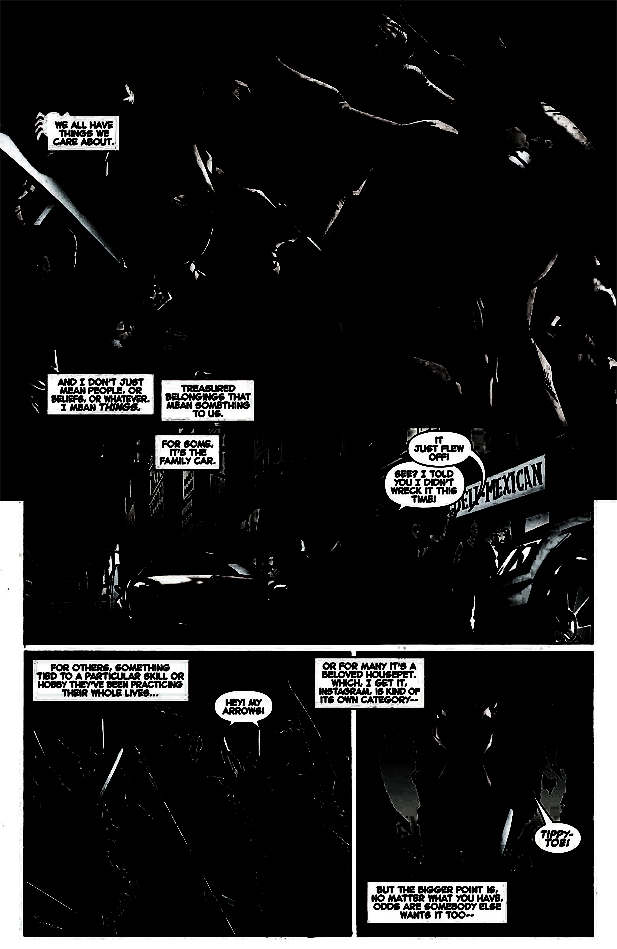 WE ALL HAVE
THINGS WE
CARE ABOUT.
AND I DON'T JUST
MEAN PEOPLE. OR
BELIEFS. OR WHATEVER.
I MEAN THINGS.
TREASURED
BELONGINGS THAT
MEAN SOMETHING
TO US.
FOR SOME,
IT'S THE
FAMILY CAR.
IT
JUST FLEW
OFF!
SEE? I TOLD
YOU I DIDN'T
WRECK IT THIS
TIME!
DELI-MEXICAN
FOR OTHERS, SOMETHING
TIED TO A PARTICULAR SKILL OR
HOBBY THEY'VE BEEN PRACTICING
THEIR WHOLE LIVES...
HEY! MY
ARROWS!
OR FOR MANY IT'S A
BELOVED HOUSEPET.
WHICH, I GET IT,
INSTAGRAM, IS KIND OF
ITS OWN CATEGORY--
TIPPY-
TOE!
BUT THE BIGGER POINT IS,
NO MATTER WHAT YOU HAVE,
ODDS ARE SOMEBODY ELSE
WANTS IT TOO--